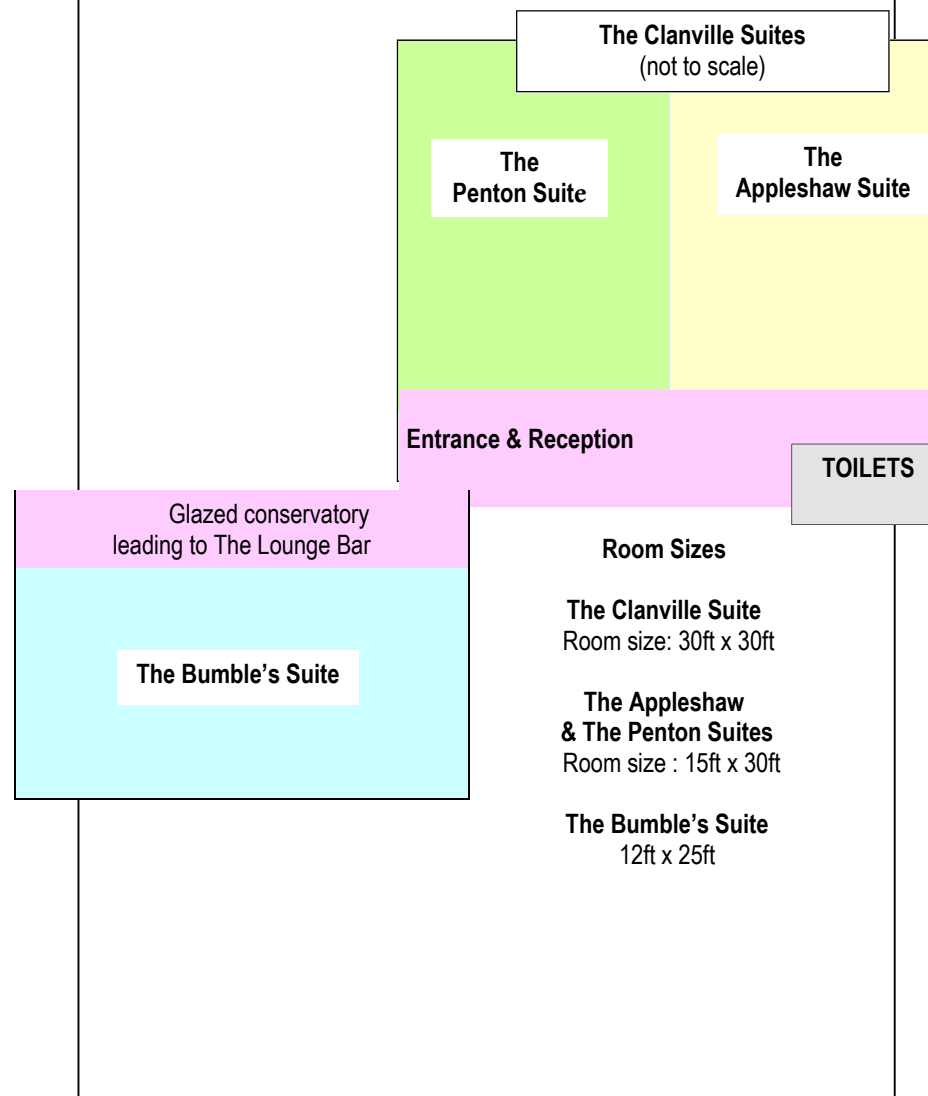 The Clanville Suites
(not to scale)
The
Penton Suite
The
Appleshaw Suite
Entrance & Reception
TOILETS
Glazed conservatory
leading to The Lounge Bar
The Bumble’s Suite
Room Sizes
The Clanville Suite
Room size: 30ft x 30ft
The Appleshaw
& The Penton Suites
Room size : 15ft x 30ft
The Bumble’s Suite
12ft x 25ft